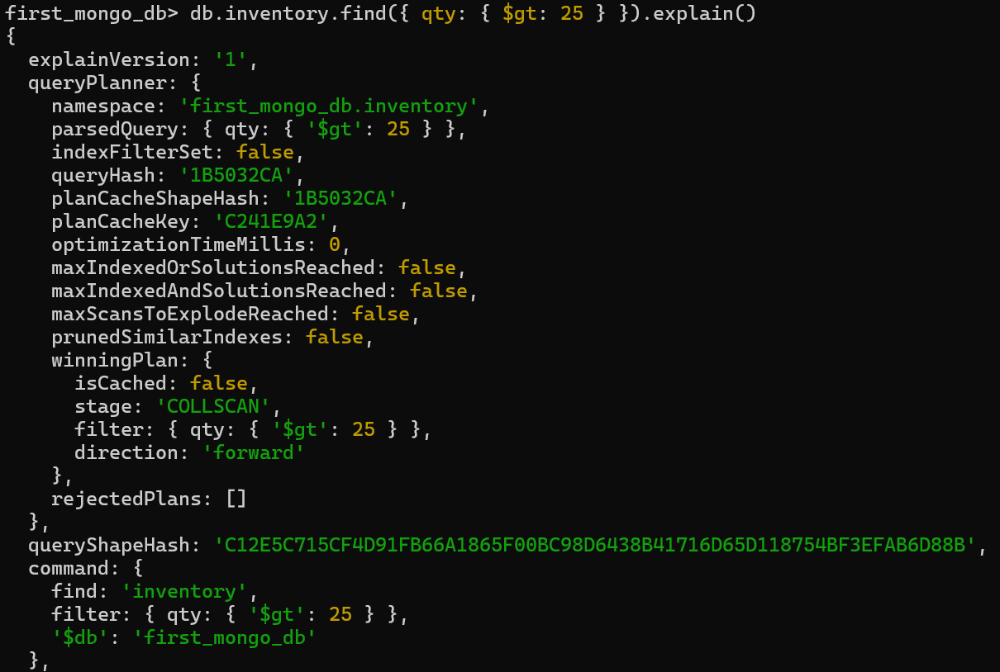 first_mongo_db> db.inventory.find({ qty: { $gt: 25 } }).explain()
{
  explainVersion: '1',
  queryPlanner: {
    namespace: 'first_mongo_db.inventory',
    parsedQuery: { qty: { '$gt': 25 } },
    indexFilterSet: false,
    queryHash: '1B5032CA',
    planCacheShapeHash: '1B5032CA',
    planCacheKey: 'C241E9A2',
    optimizationTimeMillis: 0,
    maxIndexedOrSolutionsReached: false,
    maxIndexedAndSolutionsReached: false,
    maxScansToExplodeReached: false,
    prunedSimilarIndexes: false,
    winningPlan: {
      isCached: false,
      stage: 'COLLSCAN',
      filter: { qty: { '$gt': 25 } },
      direction: 'forward'
    },
    rejectedPlans: []
  },
  queryShapeHash: 'C12E5C715CF4D91FB66A1865F00BC98D6438B41716D65D118754BF3EFAB6D88B',
  command: {
    find: 'inventory',
    filter: { qty: { '$gt': 25 } },
    '$db': 'first_mongo_db'
  },